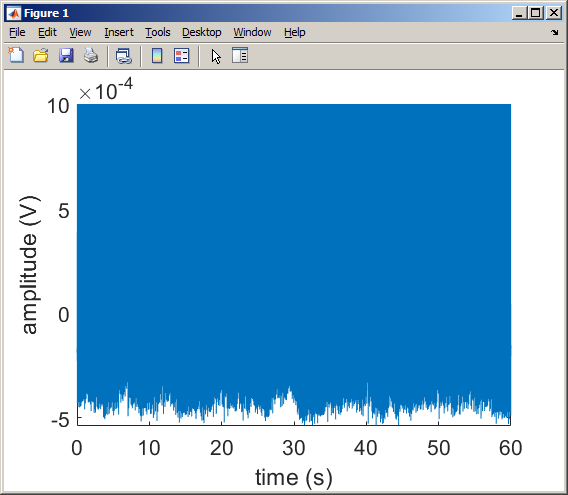 Figure 1
File Edit View Insert Tools Desktop Window Help
×10-4
10
5
0
-5
amplitude (V)
0 10 20 30 40 50 60
time (s)